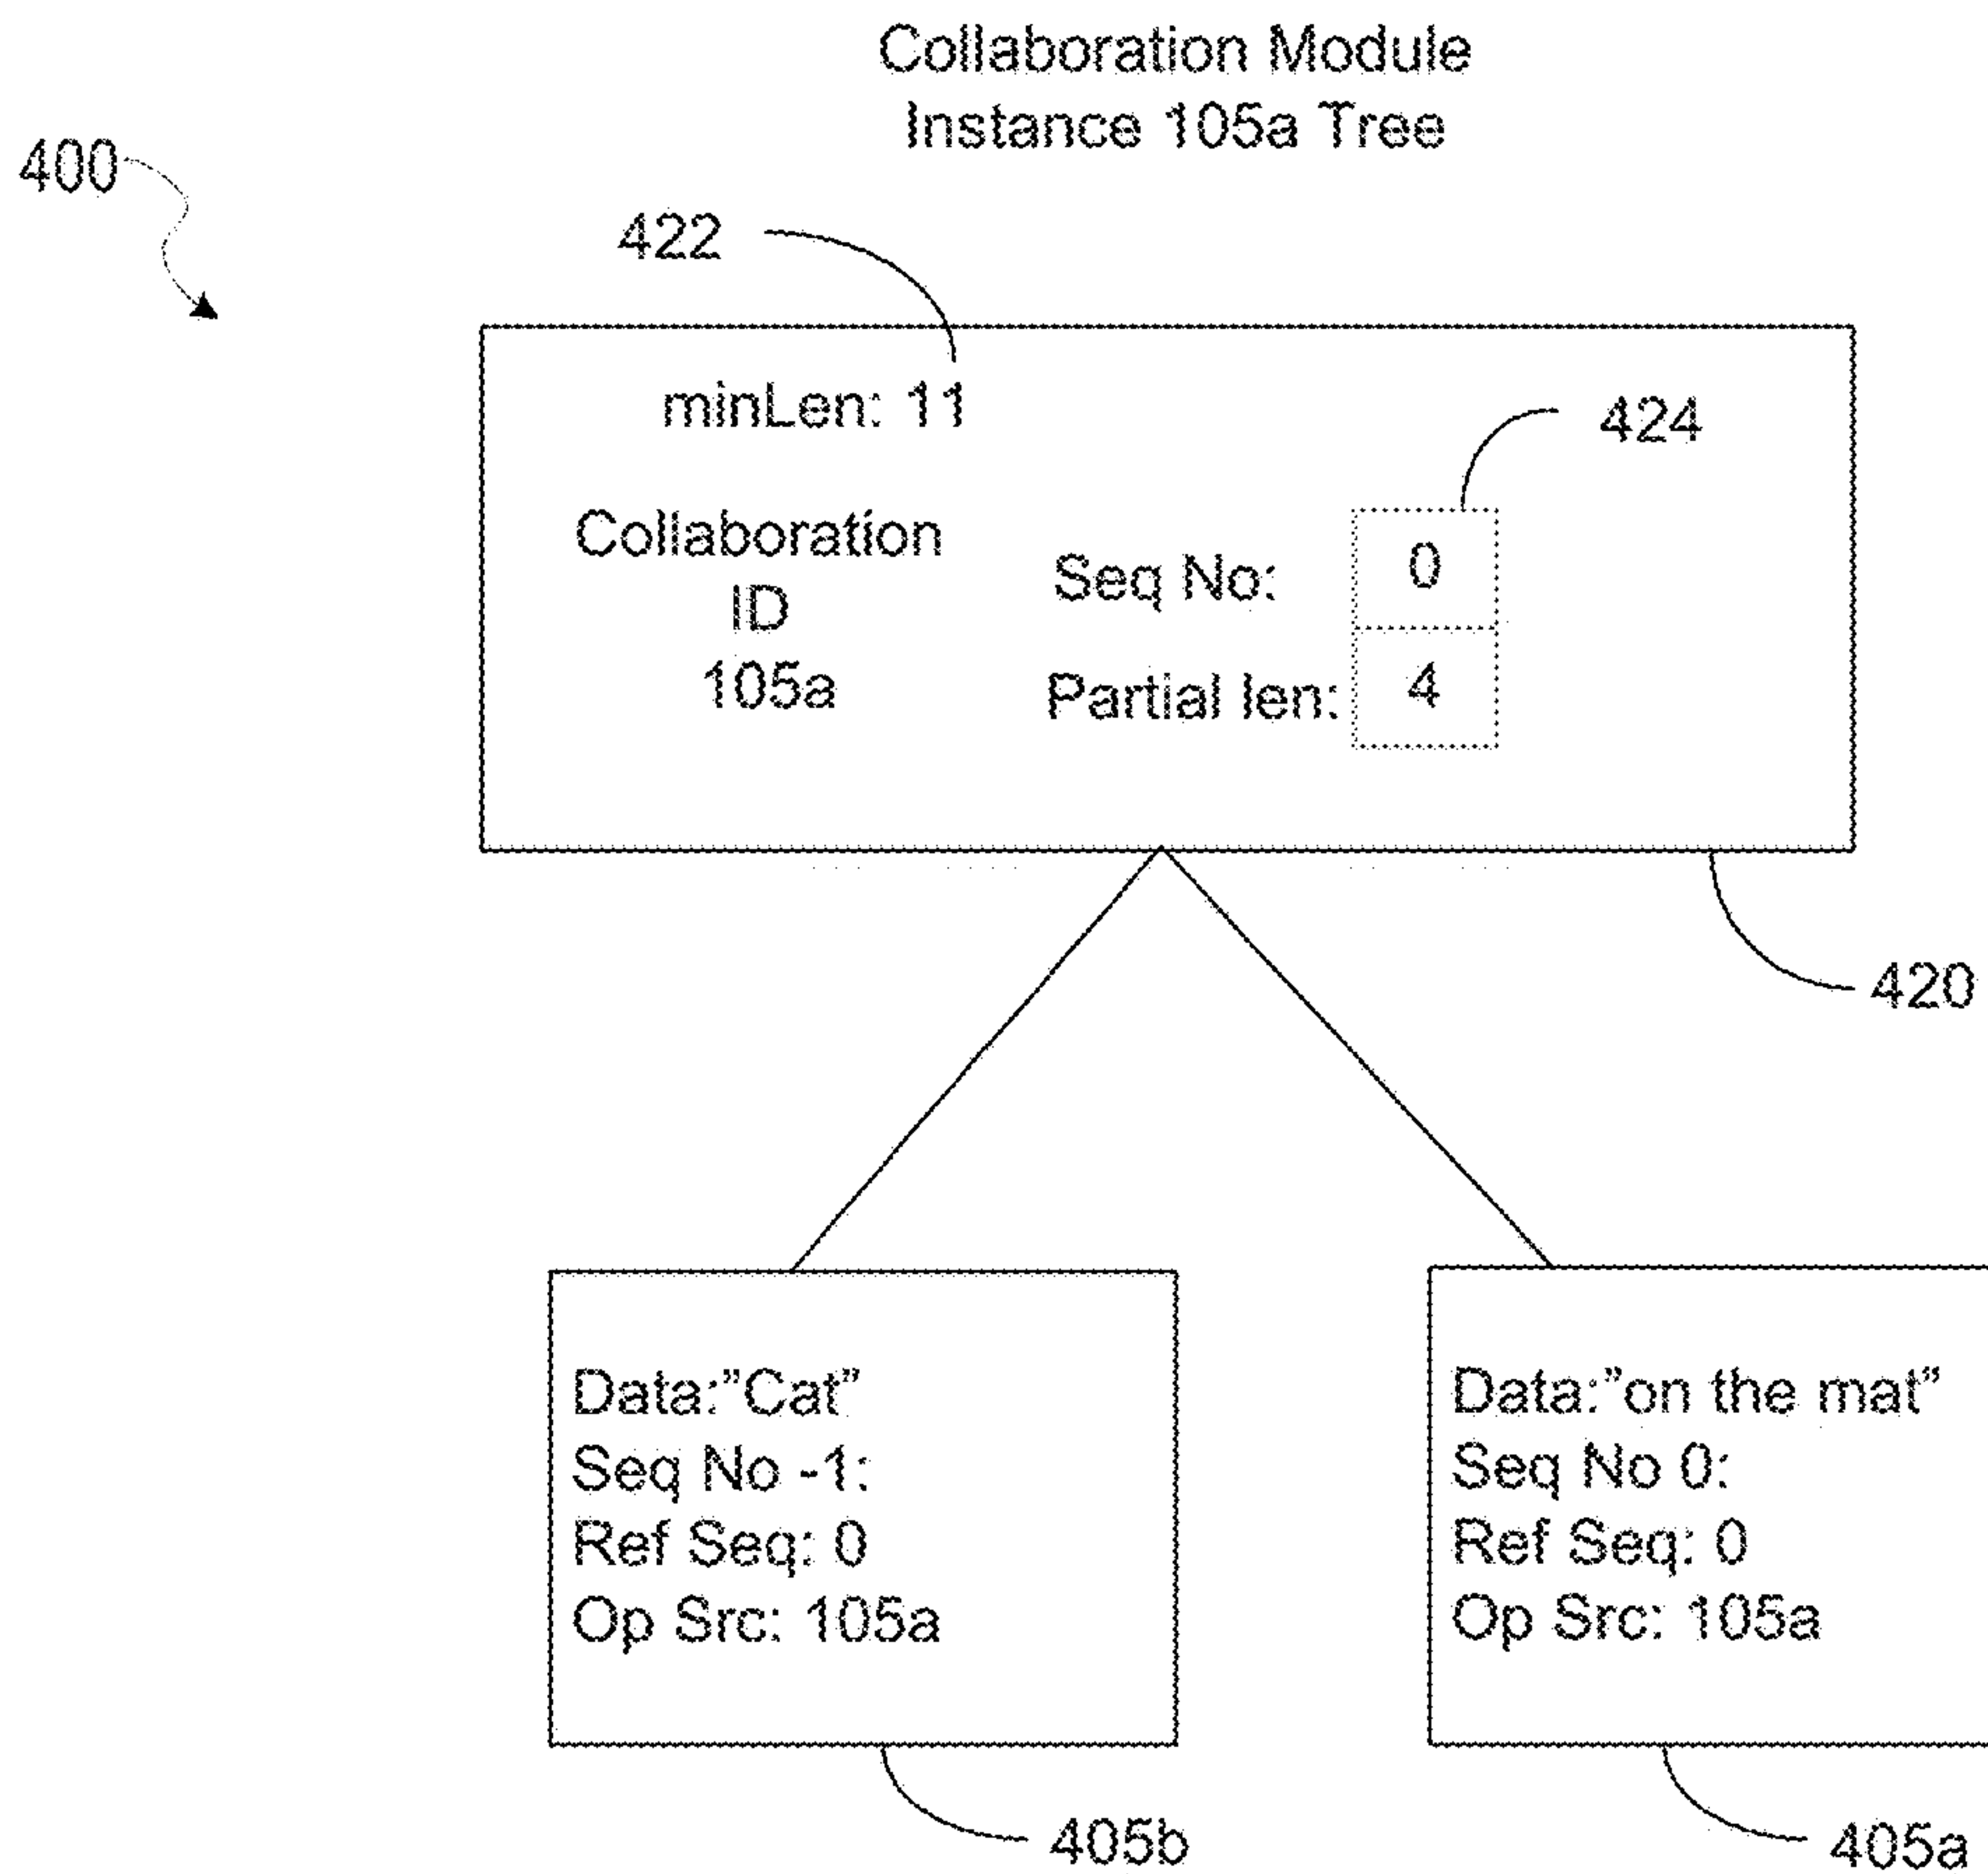 Collaboration Module
Instance 105a Tree
400
422
minLen: 11
424
Collaboration
ID
105a
Seq No:
0
Partial len:
4
420
Data:”Cat”
Seq No -1:
Ref Seq: 0
Op Src: 105a
Data:”on the mat”
Seq No 0:
Ref Seq: 0
Op Src: 105a
405b
405a